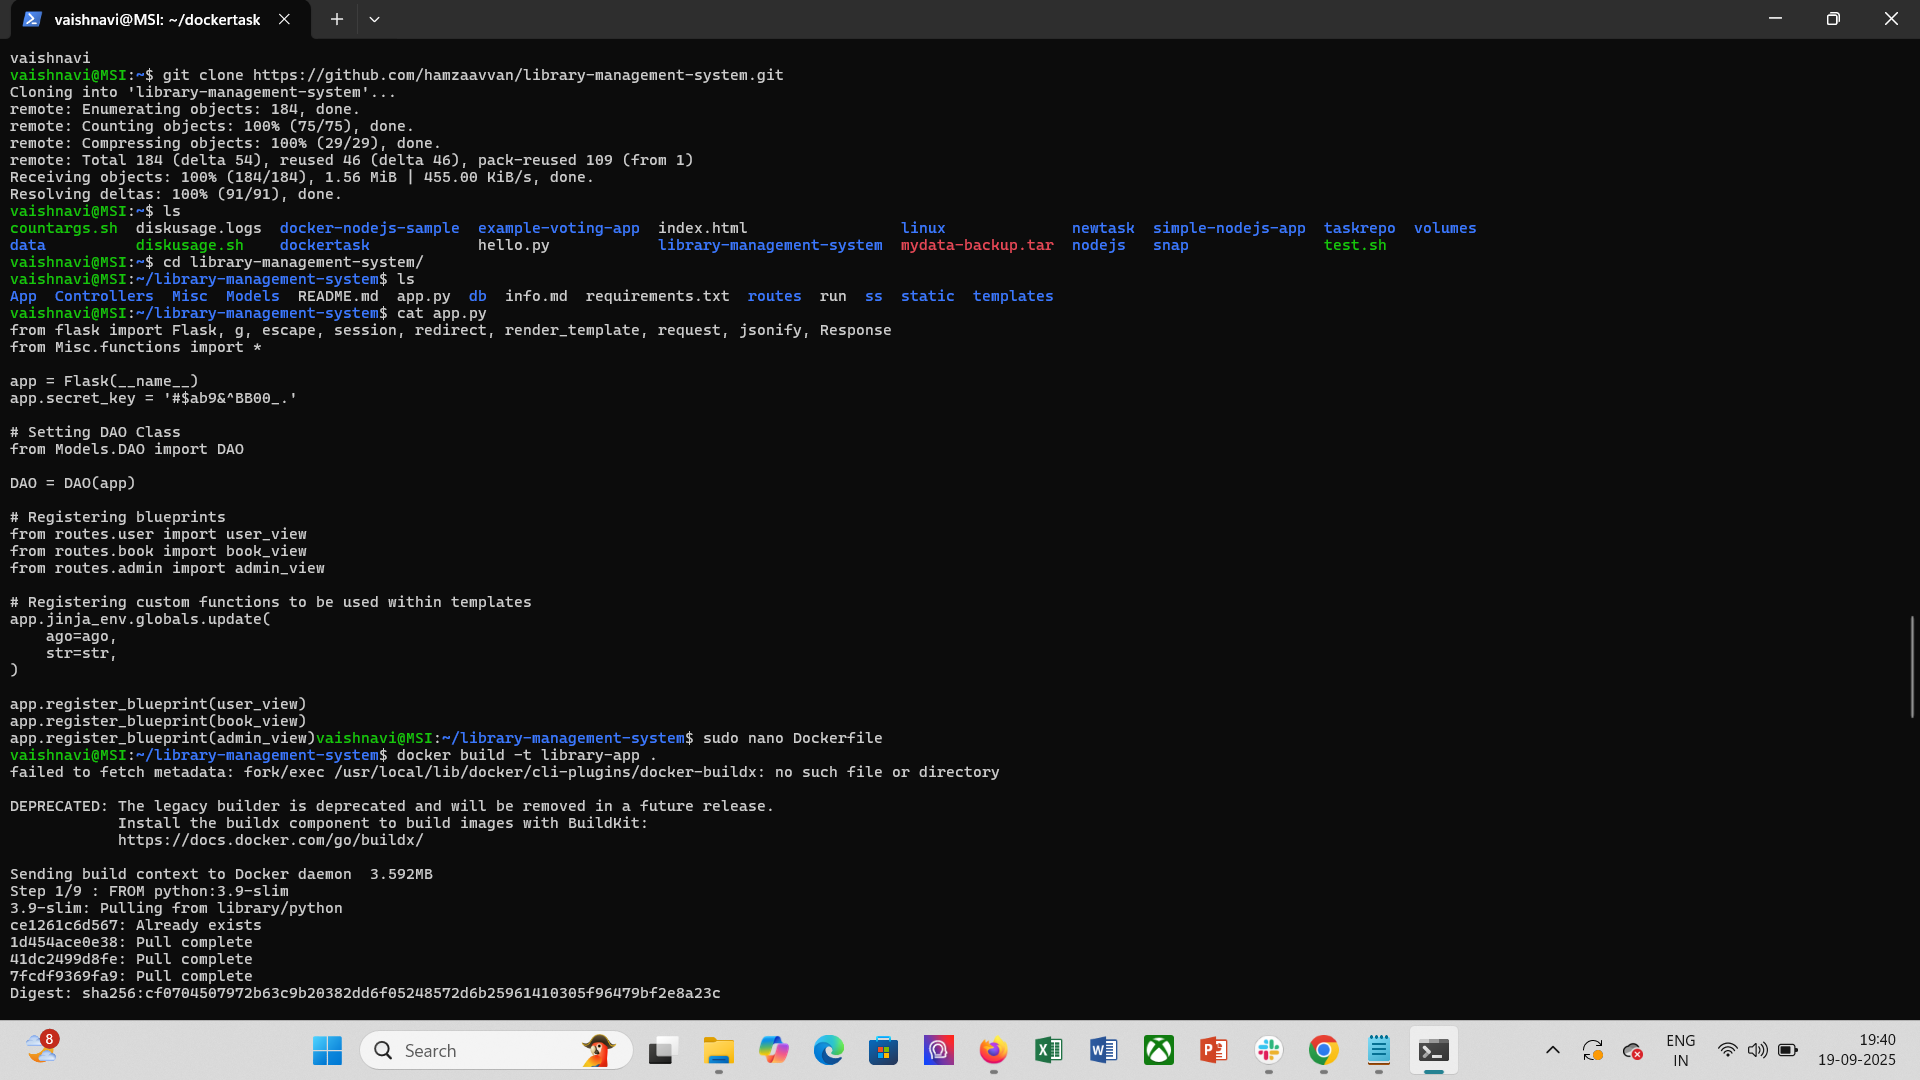 vaishnavi@MSI: ~/dockertask
vaishnavi
vaishnavi@MSI:~$ git clone https://github.com/hamzaavvan/library-management-system.git
Cloning into 'library-management-system'...
remote: Enumerating objects: 184, done.
remote: Counting objects: 100% (75/75), done.
remote: Compressing objects: 100% (29/29), done.
remote: Total 184 (delta 54), reused 46 (delta 46), pack-reused 109 (from 1)
Receiving objects: 100% (184/184), 1.56 MiB | 455.00 KiB/s, done.
Resolving deltas: 100% (91/91), done.
vaishnavi@MSI:~$ ls
countargs.sh  diskusage.logs  docker-nodejs-sample  example-voting-app  index.html                 linux              newtask  simple-nodejs-app  taskrepo  volumes
data          diskusage.sh    dockertask            hello.py            library-management-system  mydata-backup.tar  nodejs   snap               test.sh
vaishnavi@MSI:~$ cd library-management-system/
vaishnavi@MSI:~/library-management-system$ ls
App  Controllers  Misc  Models  README.md  app.py  db  info.md  requirements.txt  routes  run  ss  static  templates
vaishnavi@MSI:~/library-management-system$ cat app.py
from flask import Flask, g, escape, session, redirect, render_template, request, jsonify, Response
from Misc.functions import *
app = Flask(__name__)
app.secret_key = '#$ab9&^BB00_.'
# Setting DAO Class
from Models.DAO import DAO
DAO = DAO(app)
# Registering blueprints
from routes.user import user_view
from routes.book import book_view
from routes.admin import admin_view
# Registering custom functions to be used within templates
app.jinja_env.globals.update(
    ago=ago,
    str=str,
)
app.register_blueprint(user_view)
app.register_blueprint(book_view)
app.register_blueprint(admin_view)vaishnavi@MSI:~/library-management-system$ sudo nano Dockerfile
vaishnavi@MSI:~/library-management-system$ docker build -t library-app .
failed to fetch metadata: fork/exec /usr/local/lib/docker/cli-plugins/docker-buildx: no such file or directory
DEPRECATED: The legacy builder is deprecated and will be removed in a future release.
            Install the buildx component to build images with BuildKit:
            https://docs.docker.com/go/buildx/
Sending build context to Docker daemon  3.592MB
Step 1/9 : FROM python:3.9-slim
3.9-slim: Pulling from library/python
ce1261c6d567: Already exists
1d454ace0e38: Pull complete
41dc2499d8fe: Pull complete
7fcdf9369fa9: Pull complete
Digest: sha256:cf0704507972b63c9b20382dd6f05248572d6b25961410305f96479bf2e8a23c
8
Search
ENG
IN
19:40
19-09-2025